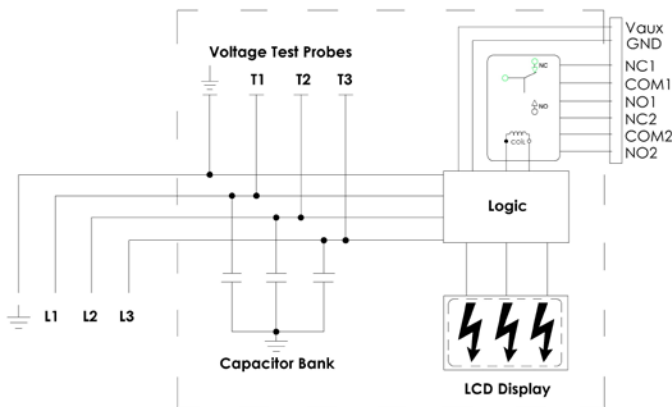 Voltage Test Probes
T1 T2 T3
Vaux
GND
NC1
COM1
NO1
NC2
COM2
NO2
NC
NO
COIL
Logic
L1 L2 L3
Capacitor Bank
LCD Display